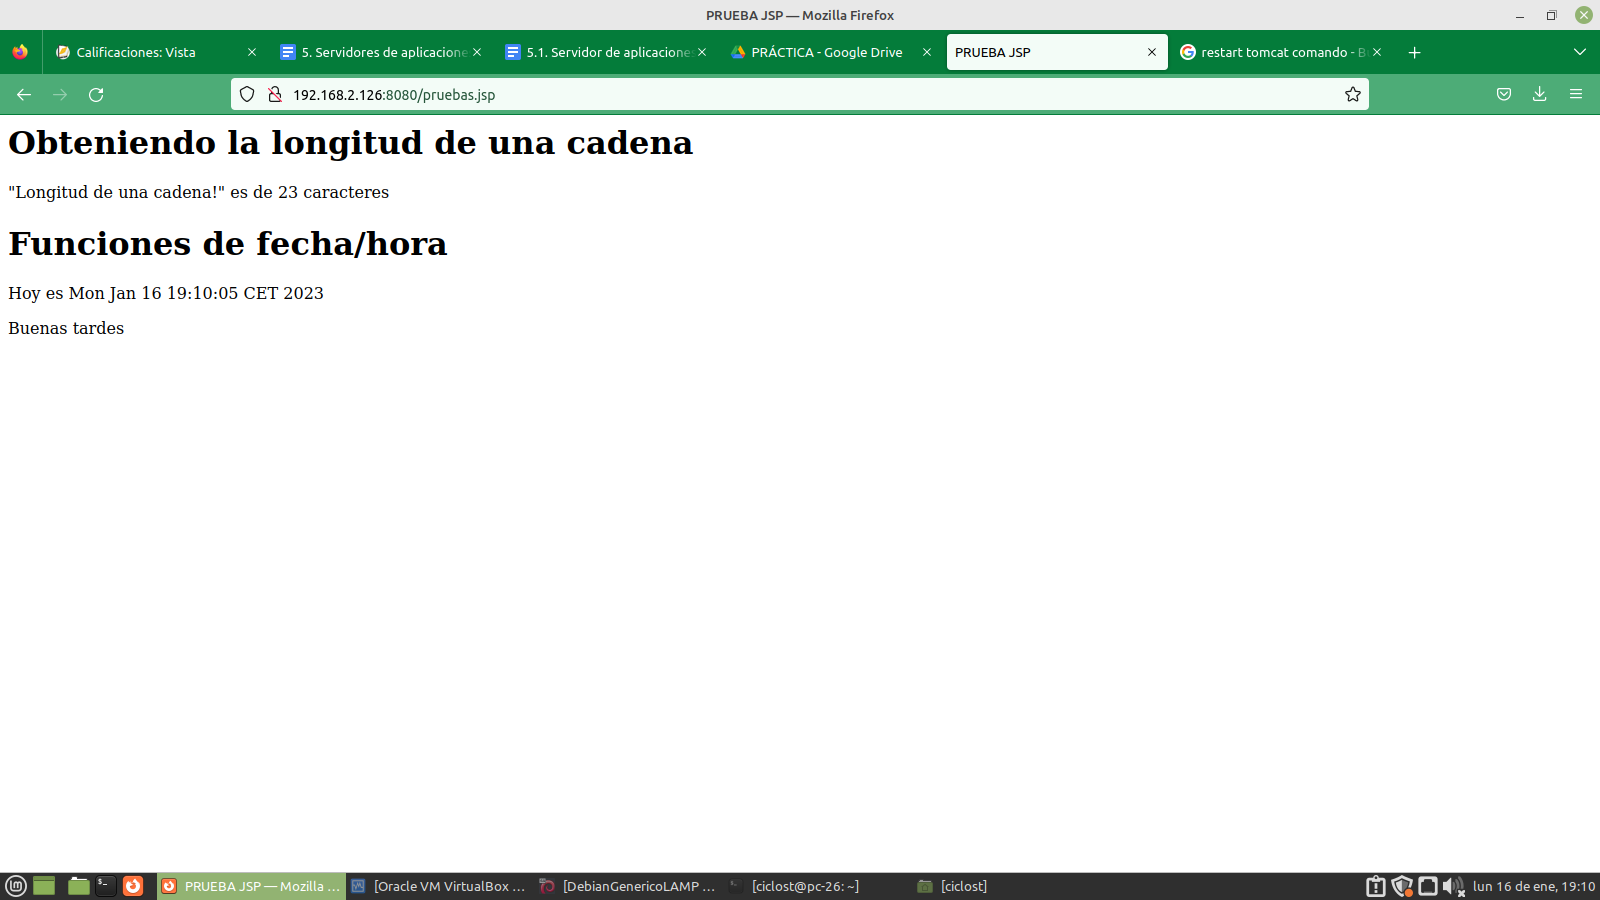 PRUEBA JSP — Mozilla Firefox
Calificaciones: Vista
5. Servidores de aplicacione
5.1. Servidor de aplicaciones
PRÁCTICA - Google Drive
PRUEBA JSP
restart tomcat comando - B
192.168.2.126:8080/pruebas.jsp
Obteniendo la longitud de una cadena
"Longitud de una cadena!" es de 23 caracteres
Funciones de fecha/hora
Hoy es Mon Jan 16 19:10:05 CET 2023
Buenas tardes
PRUEBA JSP — Mozilla ...
[Oracle VM VirtualBox ...
[DebianGenericoLAMP ...
[ciclost@pc-26: ~]
[ciclost]
lun 16 de ene, 19:10